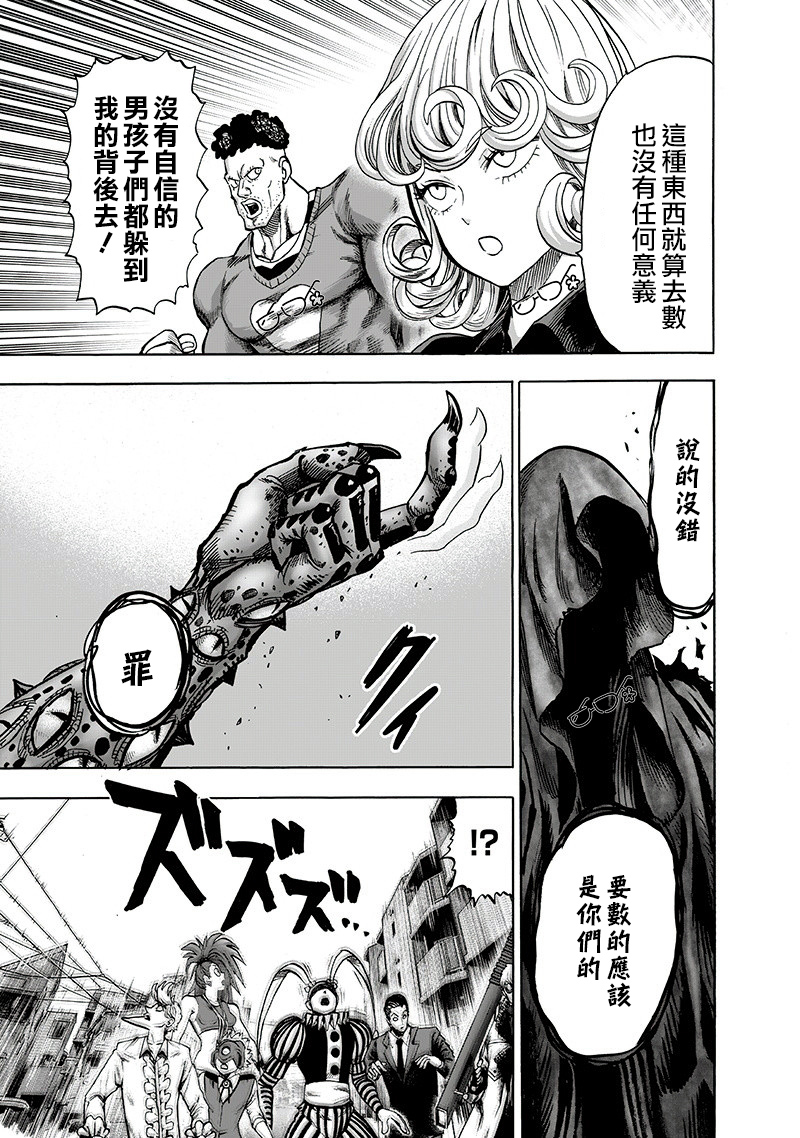 這種東西就算去數
也沒有任何意義
沒有自信的
男孩子們都躲到
我的背後去！
說的沒錯
要數的應該
是你們的
罪
クイ
!?
ズズズ…